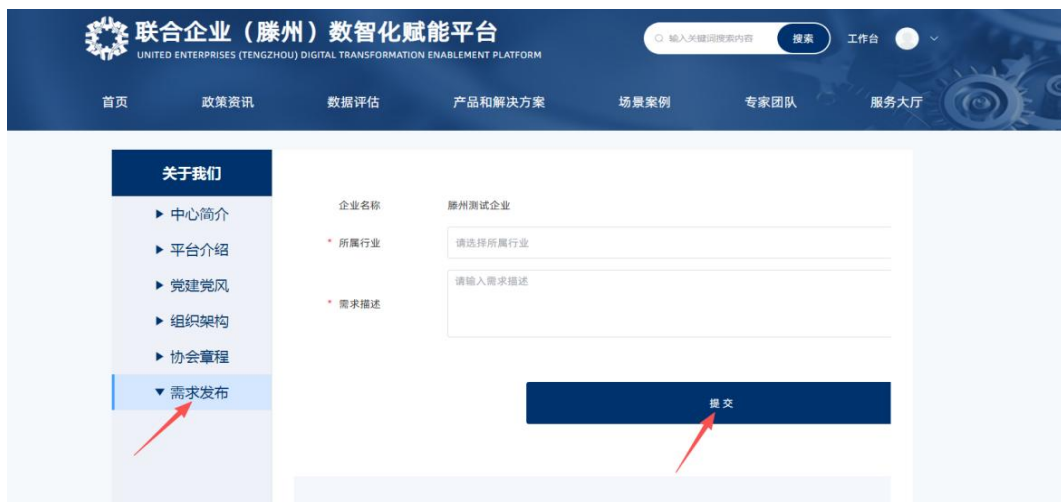 联合企业（滕州）数智化赋能平台
UNITED ENTERPRISES (TENGZHOU) DIGITAL TRANSFORMATION ENABLEMENT PLATFORM
输入关键词搜索内容 搜索 工作台
首页 政策资讯 数据评估 产品和解决方案 场景案例 专家团队 服务大厅
关于我们
中心简介
平台介绍
党建党风
组织架构
协会章程
需求发布
企业名称 滕州测试企业
* 所属行业 请选择所属行业
* 需求描述 请输入需求描述
提交